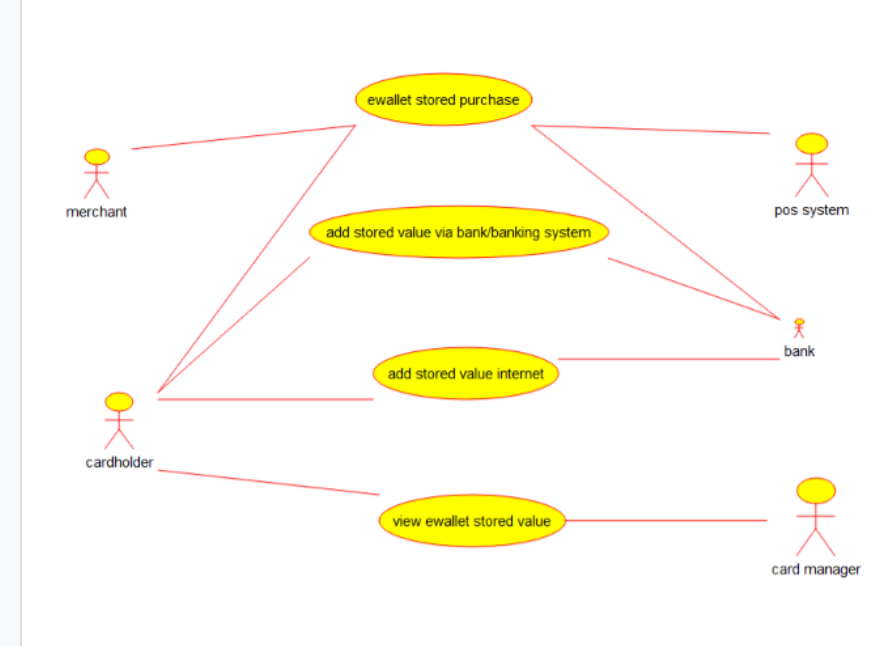 ewallet stored purchase
merchant
pos system
add stored value via bank/banking system
bank
add stored value internet
cardholder
view ewallet stored value
card manager